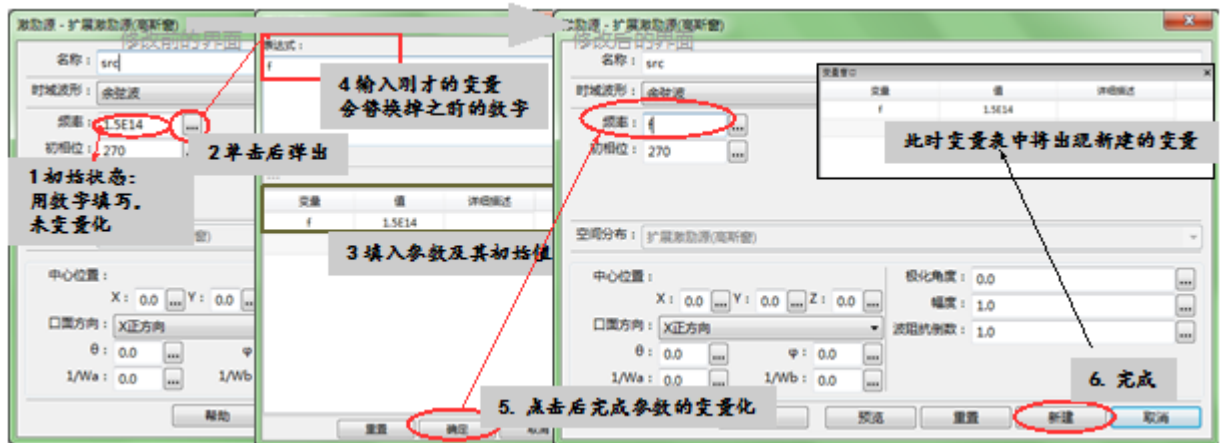 激励源 - 扩展激励源(高斯窗)
修改前的界面
名称： src
时域波形： 余弦波
频率： 1.5E14 ...
初相位： 270
1 初始状态：
用数字填写。
未变量化
2 单击后弹出
中心位置：
X： 0.0 ... Y： 0.0
口面方向： X正方向
θ： 0.0 ... φ
1/Wa： 0.0 ... 1/Wb
帮助
表达式：
f
4 输入刚才的变量
会替换掉之前的数字
变量 值 详细描述
f 1.5E14
3 填入参数及其初始值
重置 确定 取消
5. 点击后完成参数的变量化
激励源 - 扩展激励源(高斯窗)
修改后的界面
名称： src
时域波形： 余弦波
频率： f ...
初相位： 270 ...
变量窗口
变量 值 详细描述
f 1.5E14
此时变量表中将出现新建的变量
空间分布： 扩展激励源(高斯窗)
中心位置：
X： 0.0 ... Y： 0.0 ... Z： 0.0 ...
口面方向： X正方向
θ： 0.0 ... φ： 0.0 ...
1/Wa： 0.0 ... 1/Wb： 0.0 ...
极化角度： 0.0 ...
幅度： 1.0 ...
波阻抗倒数： 1.0 ...
6. 完成
预览 重置 新建 取消